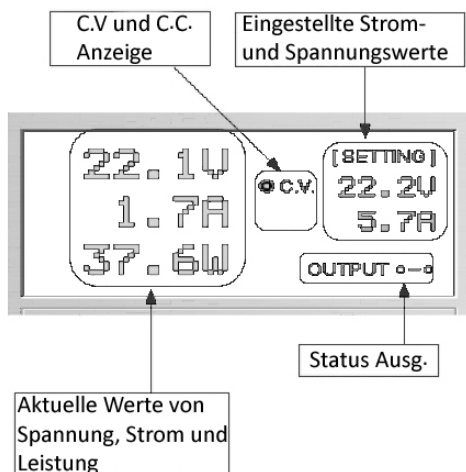 C.V und C.C.
Anzeige
Eingestellte Strom-
und Spannungswerte
22.1V
1.7A
37.6W
C.V.
[SETTING]
22.2V
5.7A
OUTPUT
Status Ausg.
Aktuelle Werte von
Spannung, Strom und
Leistung